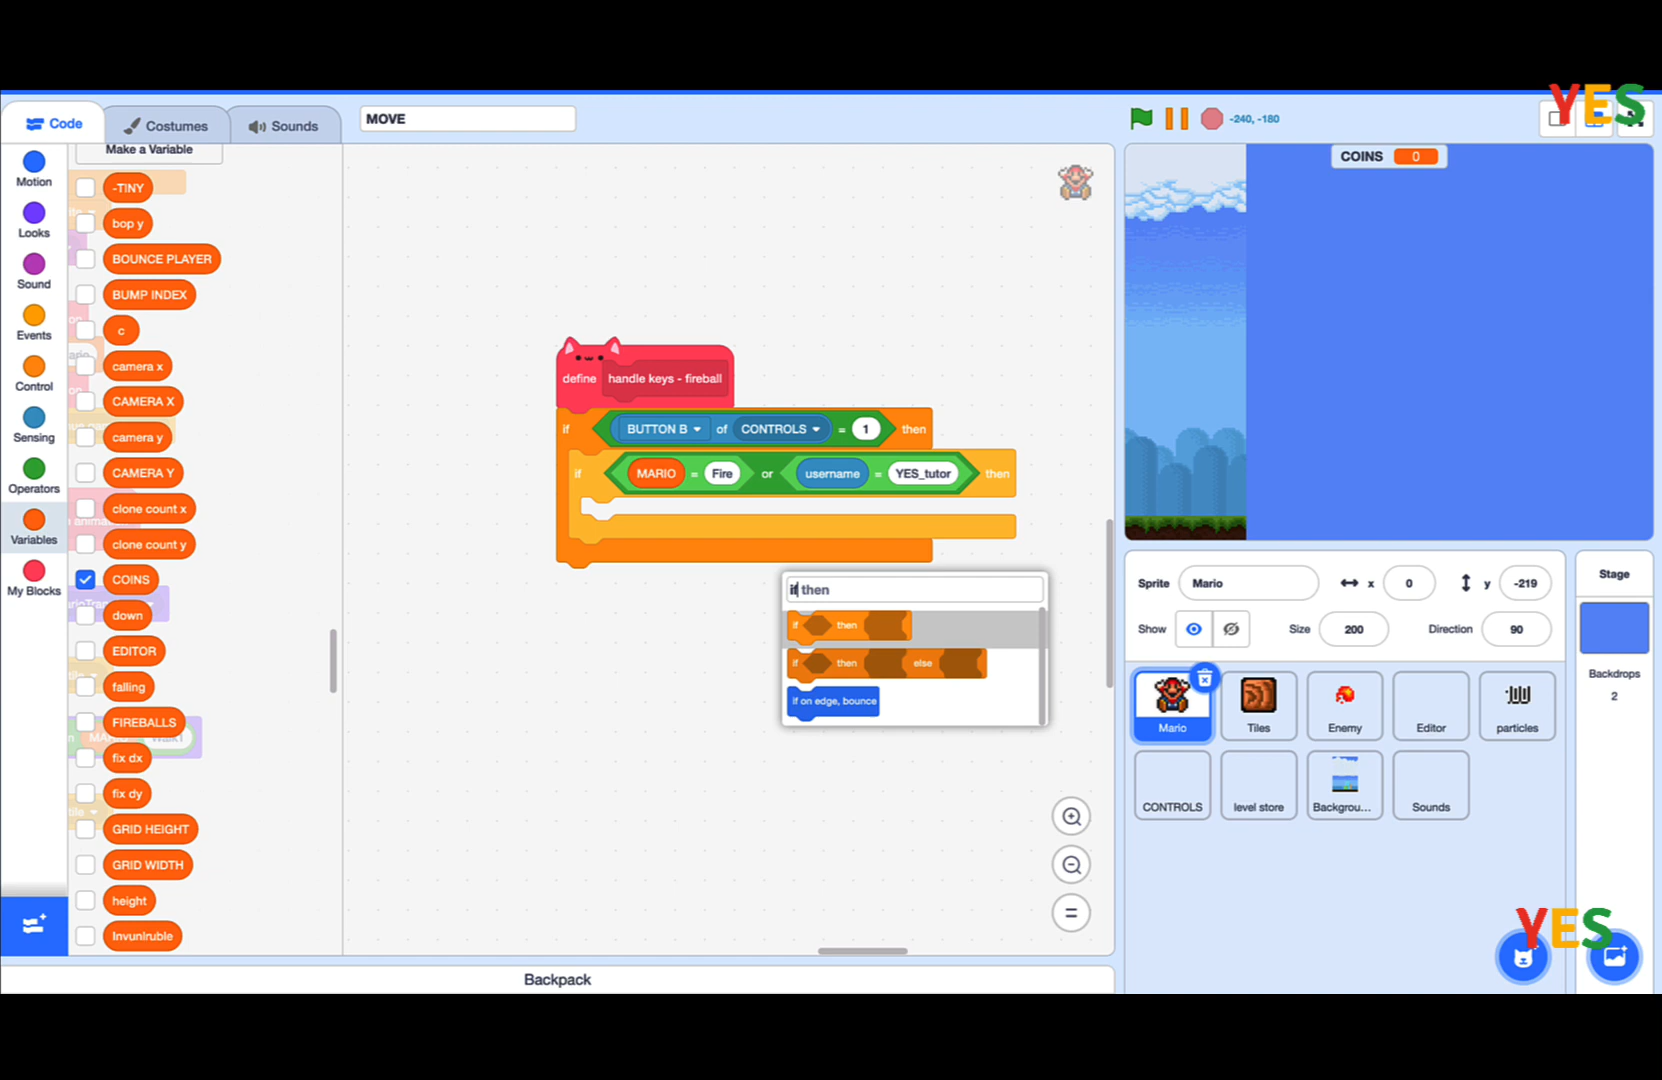 YES
Code
Costumes
Sounds
MOVE
-240, -180
Make a Variable
Motion
Looks
Sound
Events
Control
Sensing
Operators
Variables
My Blocks
-TINY
bop y
BOUNCE PLAYER
BUMP INDEX
c
camera x
CAMERA X
camera y
CAMERA Y
clone count x
clone count y
COINS
down
EDITOR
falling
FIREBALLS
fix dx
fix dy
GRID HEIGHT
GRID WIDTH
height
Invunlruble
define handle keys - fireball
if BUTTON B of CONTROLS = 1 then
if MARIO = Fire or username = YES_tutor then
if then
if then
if then else
if on edge, bounce
Backpack
COINS 0
Sprite Mario x 0 y -219
Show Size 200 Direction 90
Mario
Tiles
Enemy
Editor
particles
CONTROLS
level store
Backgrou...
Sounds
Stage
Backdrops
2
YES